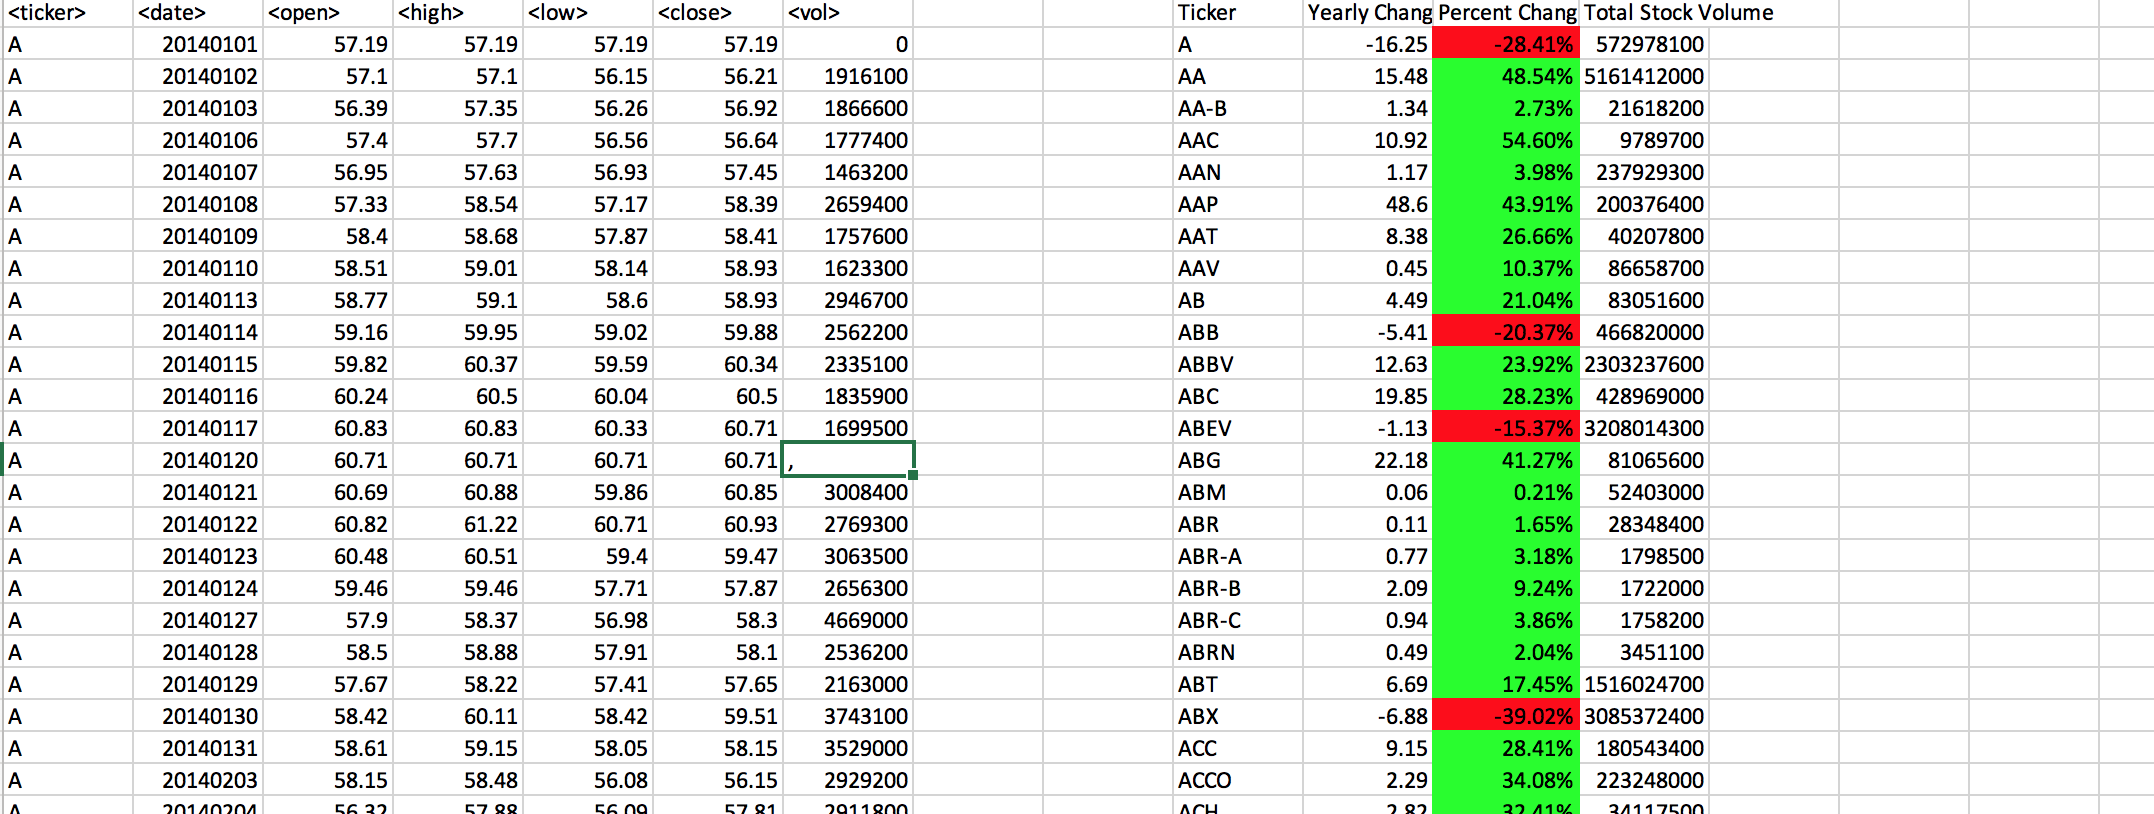 <ticker> <date> <open> <high> <low> <close> <vol> Ticker Yearly Chang Percent Chang Total Stock Volume
A 20140101 57.19 57.19 57.19 57.19 0 A -16.25 -28.41% 572978100
A 20140102 57.1 57.1 56.15 56.21 1916100 AA 15.48 48.54% 5161412000
A 20140103 56.39 57.35 56.26 56.92 1866600 AA-B 1.34 2.73% 21618200
A 20140106 57.4 57.7 56.56 56.64 1777400 AAC 10.92 54.60% 9789700
A 20140107 56.95 57.63 56.93 57.45 1463200 AAN 1.17 3.98% 237929300
A 20140108 57.33 58.54 57.17 58.39 2659400 AAP 48.6 43.91% 200376400
A 20140109 58.4 58.68 57.87 58.41 1757600 AAT 8.38 26.66% 40207800
A 20140110 58.51 59.01 58.14 58.93 1623300 AAV 0.45 10.37% 86658700
A 20140113 58.77 59.1 58.6 58.93 2946700 AB 4.49 21.04% 83051600
A 20140114 59.16 59.95 59.02 59.88 2562200 ABB -5.41 -20.37% 466820000
A 20140115 59.82 60.37 59.59 60.34 2335100 ABBV 12.63 23.92% 2303237600
A 20140116 60.24 60.5 60.04 60.5 1835900 ABC 19.85 28.23% 428969000
A 20140117 60.83 60.83 60.33 60.71 1699500 ABEV -1.13 -15.37% 3208014300
A 20140120 60.71 60.71 60.71 60.71 , ABG 22.18 41.27% 81065600
A 20140121 60.69 60.88 59.86 60.85 3008400 ABM 0.06 0.21% 52403000
A 20140122 60.82 61.22 60.71 60.93 2769300 ABR 0.11 1.65% 28348400
A 20140123 60.48 60.51 59.4 59.47 3063500 ABR-A 0.77 3.18% 1798500
A 20140124 59.46 59.46 57.71 57.87 2656300 ABR-B 2.09 9.24% 1722000
A 20140127 57.9 58.37 56.98 58.3 4669000 ABR-C 0.94 3.86% 1758200
A 20140128 58.5 58.88 57.91 58.1 2536200 ABRN 0.49 2.04% 3451100
A 20140129 57.67 58.22 57.41 57.65 2163000 ABT 6.69 17.45% 1516024700
A 20140130 58.42 60.11 58.42 59.51 3743100 ABX -6.88 -39.02% 3085372400
A 20140131 58.61 59.15 58.05 58.15 3529000 ACC 9.15 28.41% 180543400
A 20140203 58.15 58.48 56.08 56.15 2929200 ACCO 2.29 34.08% 223248000
A 20140204 56.32 57.88 56.09 57.81 2911800 ACH 2.82 32.41% 34117500